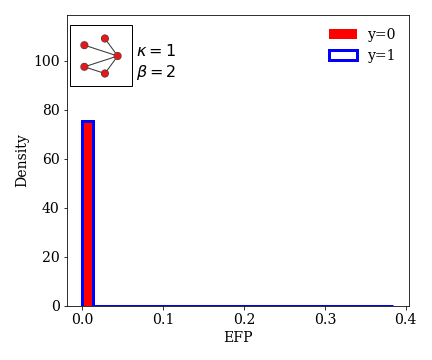 κ = 1
β = 2
y=0
y=1
100
80
60
40
20
0
Density
0.0 0.1 0.2 0.3 0.4
EFP